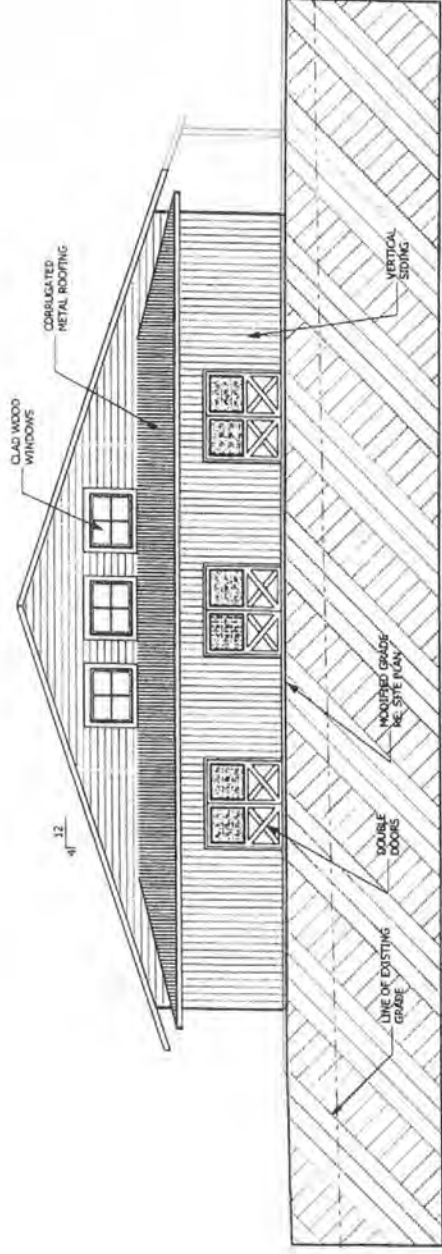 CLAD WOOD
WINDOWS
CORRUGATED
METAL ROOFING
12
4
VERTICAL
SIDING
LINE OF EXISTING
GRADE
DOUBLE
DOORS
MODIFIED GRADE
RE: SITE PLAN